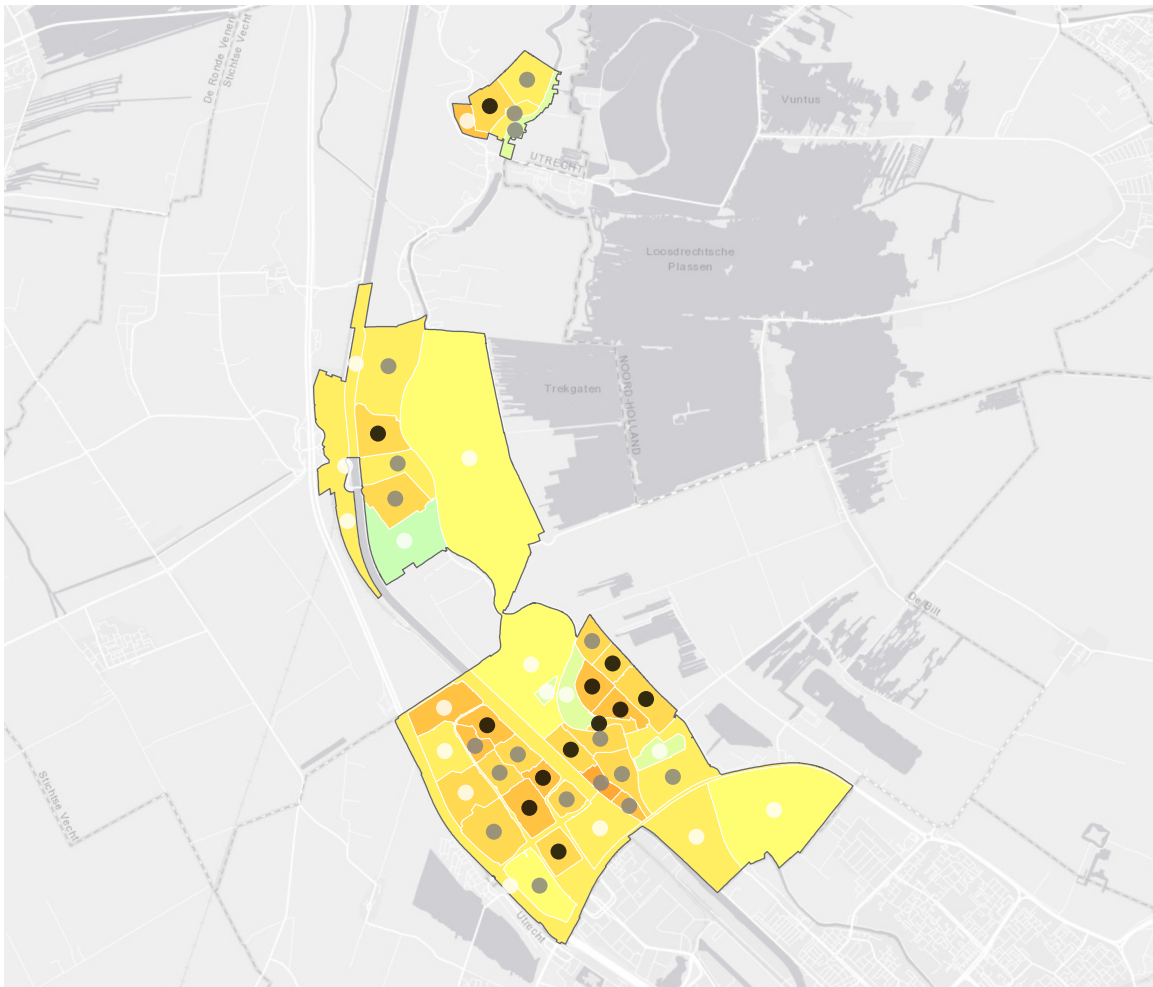 De Ronde Venen
Stichtse Vecht
Vuntus
UTRECHT
Loosdrechtsche
Plassen
Trekgaten
NOORD-HOLLAND
De Bilt
Stichtse Vecht
Utrecht